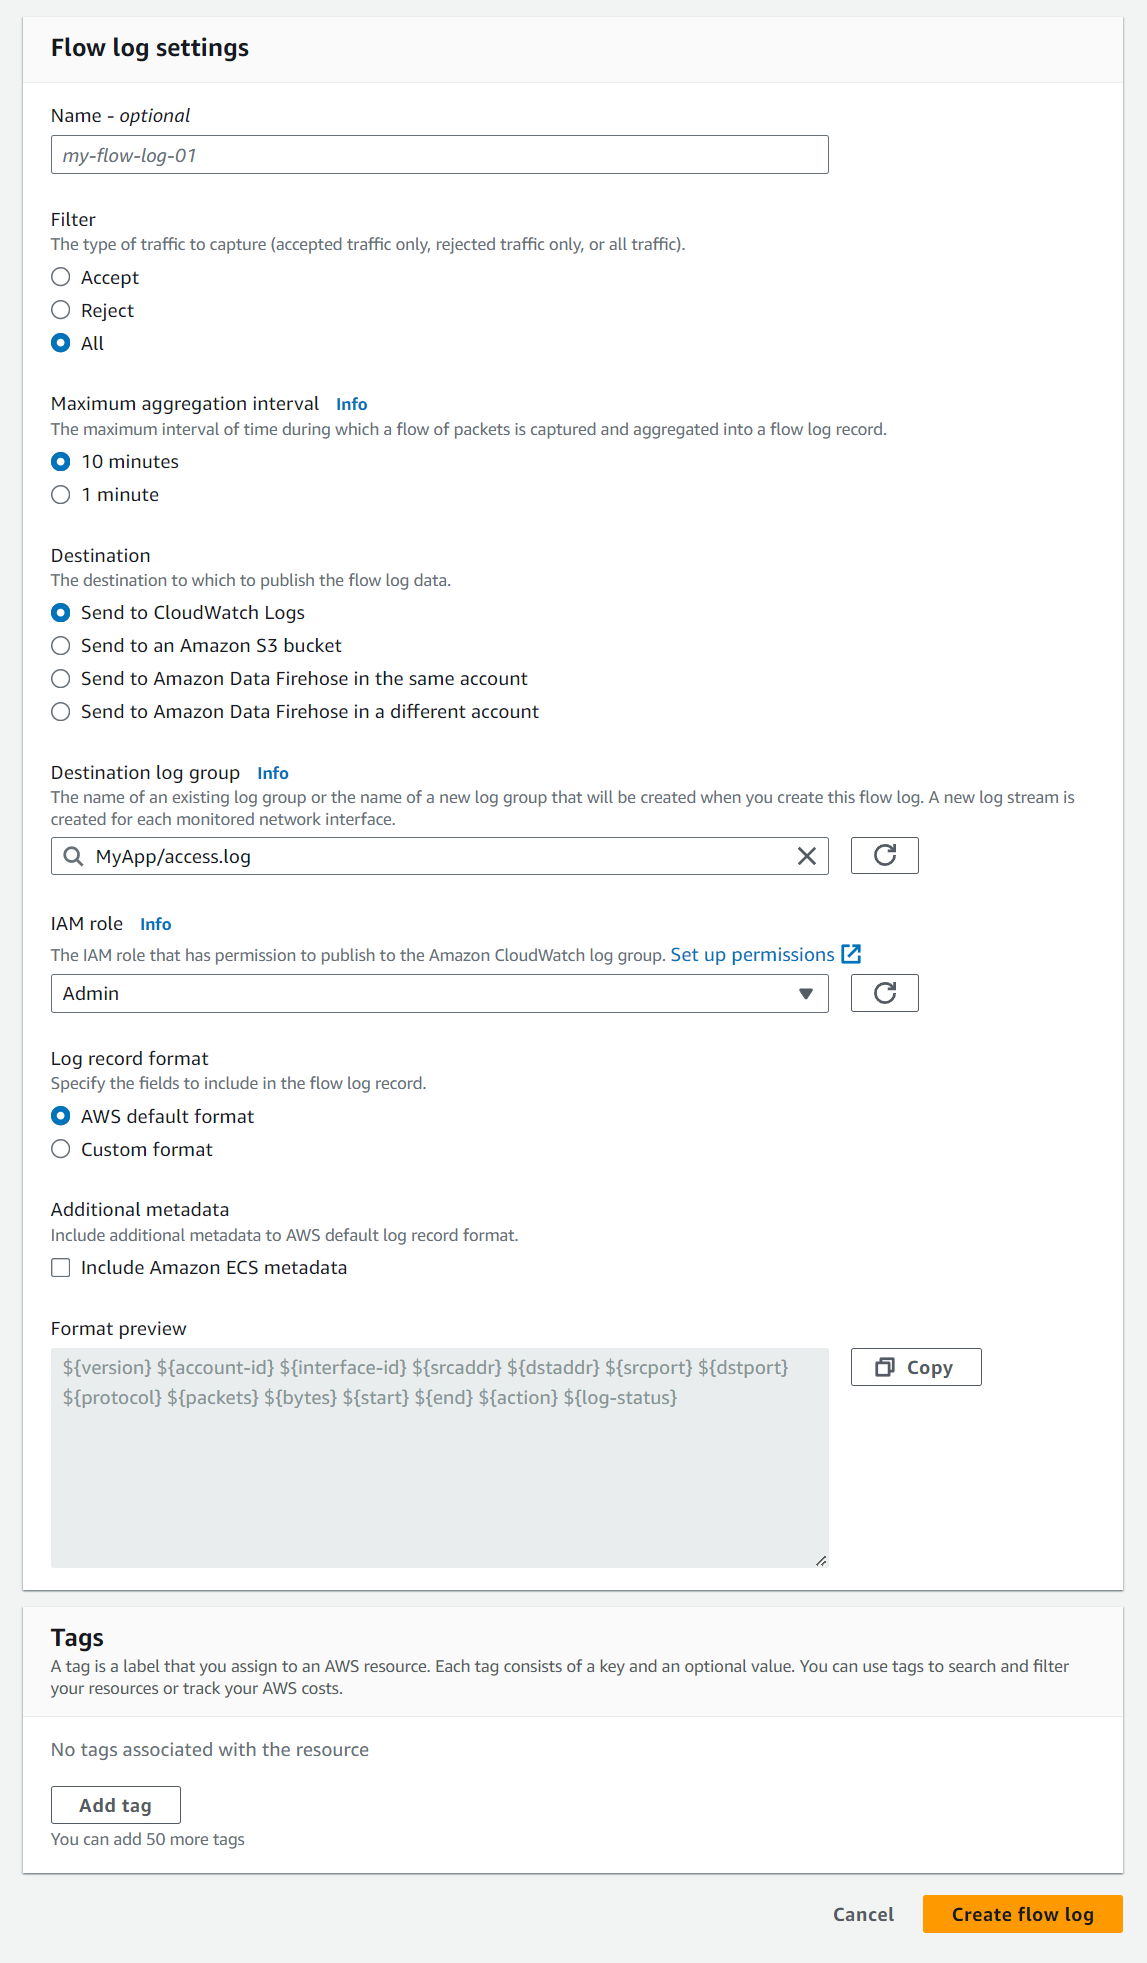 Flow log settings
Name - optional
my-flow-log-01
Filter
The type of traffic to capture (accepted traffic only, rejected traffic only, or all traffic).
Accept
Reject
All
Maximum aggregation interval Info
The maximum interval of time during which a flow of packets is captured and aggregated into a flow log record.
10 minutes
1 minute
Destination
The destination to which to publish the flow log data.
Send to CloudWatch Logs
Send to an Amazon S3 bucket
Send to Amazon Data Firehose in the same account
Send to Amazon Data Firehose in a different account
Destination log group Info
The name of an existing log group or the name of a new log group that will be created when you create this flow log. A new log stream is
created for each monitored network interface.
MyApp/access.log
IAM role Info
The IAM role that has permission to publish to the Amazon CloudWatch log group. Set up permissions
Admin
Log record format
Specify the fields to include in the flow log record.
AWS default format
Custom format
Additional metadata
Include additional metadata to AWS default log record format.
Include Amazon ECS metadata
Format preview
${version} ${account-id} ${interface-id} ${srcaddr} ${dstaddr} ${srcport} ${dstport}
${protocol} ${packets} ${bytes} ${start} ${end} ${action} ${log-status}
Copy
Tags
A tag is a label that you assign to an AWS resource. Each tag consists of a key and an optional value. You can use tags to search and filter
your resources or track your AWS costs.
No tags associated with the resource
Add tag
You can add 50 more tags
Cancel
Create flow log